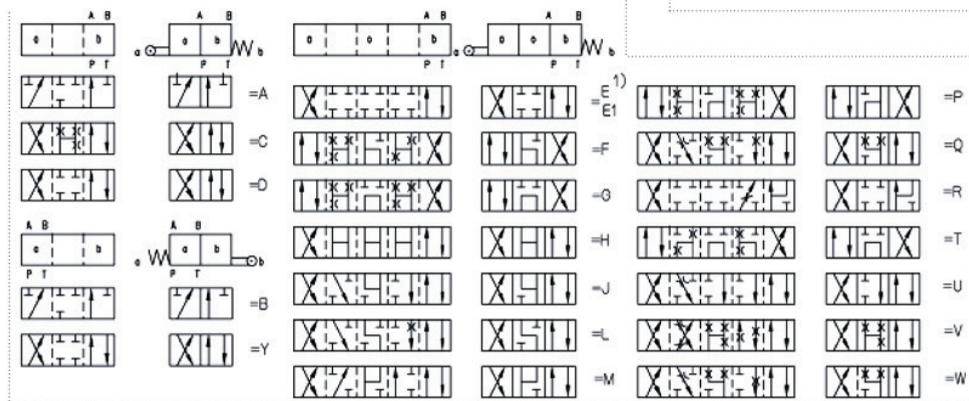 A B A B A B A B
a b a a b b a o b a a o b b
P T P T P T P T
=A
=E 1)
E1
=P
=C
=F
=Q
=D
=G
=R
A B A B
a b a a b b
P T P T
=H
=T
=B
=J
=U
=Y
=L
=V
=M
=W